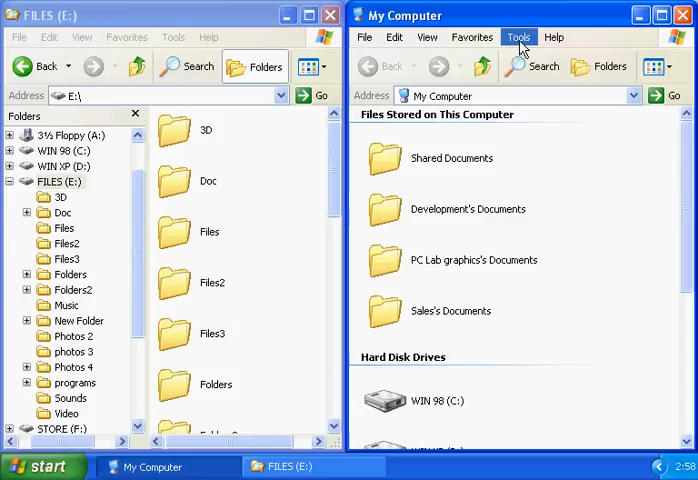 FILES (E:)
File Edit View Favorites Tools Help
Back Search Folders
Address E:\ Go
Folders
3½ Floppy (A:)
WIN 98 (C:)
WIN XP (D:)
FILES (E:)
3D
Doc
Files
Files2
Files3
Folders
Folders2
Music
New Folder
Photos 2
photos 3
Photos 4
programs
Sounds
Video
STORE (F:)
3D
Doc
Files
Files2
Files3
Folders
My Computer
File Edit View Favorites Tools Help
Back Search Folders
Address My Computer Go
Files Stored on This Computer
Shared Documents
Development's Documents
PC Lab graphics's Documents
Sales's Documents
Hard Disk Drives
WIN 98 (C:)
start My Computer FILES (E:) 2:58